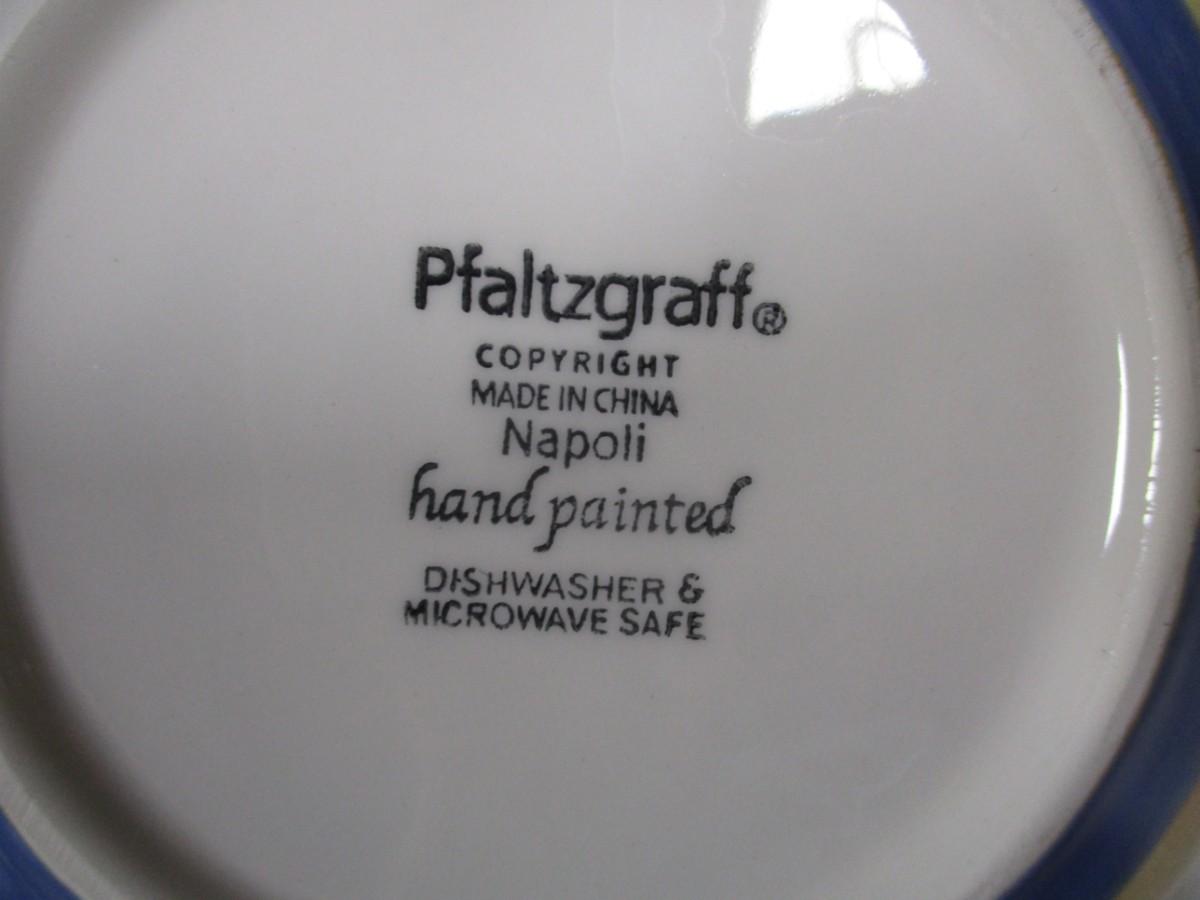 Pfaltzgraff®
COPYRIGHT
MADE IN CHINA
Napoli
hand painted
DISHWASHER &
MICROWAVE SAFE